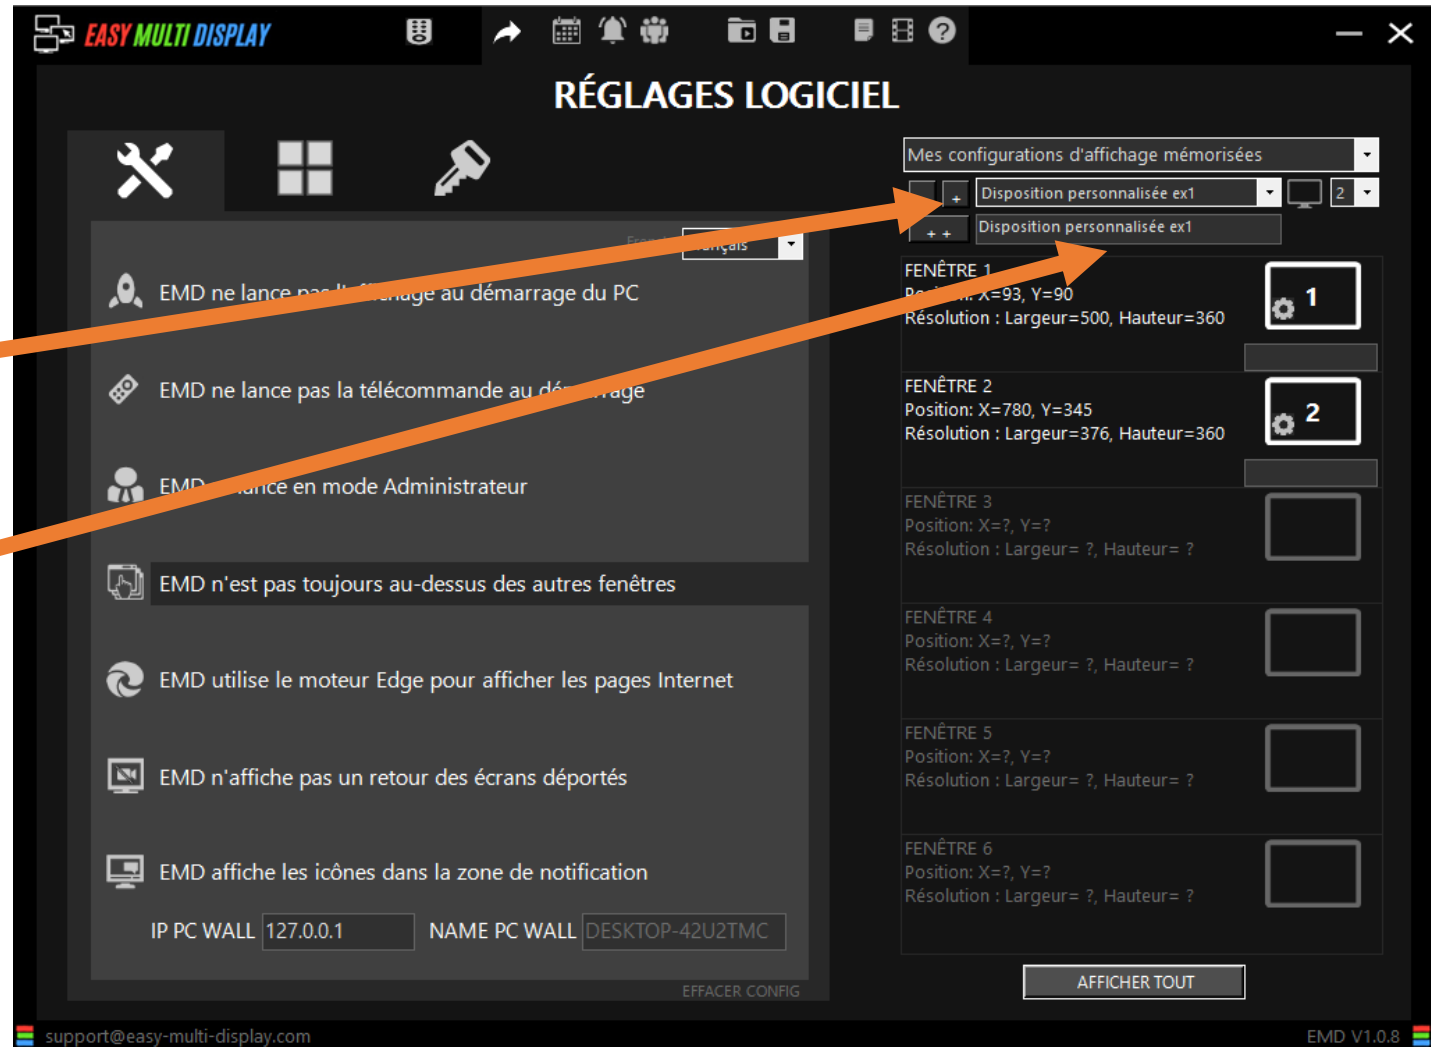 EASY MULTI DISPLAY
RÉGLAGES LOGICIEL
Mes configurations d'affichage mémorisées
+ Disposition personnalisée ex1 2
+ + Disposition personnalisée ex1
EMD ne lance pas au démarrage du PC
EMD ne lance pas la télécommande au
EMD en mode Administrateur
EMD n'est pas toujours au-dessus des autres fenêtres
EMD utilise le moteur Edge pour afficher les pages Internet
EMD n'affiche pas un retour des écrans déportés
EMD affiche les icônes dans la zone de notification
IP PC WALL 127.0.0.1 NAME PC WALL DESKTOP-42U2TMC
EFFACER CONFIG
FENÊTRE 1
X=93, Y=90
Résolution : Largeur=500, Hauteur=360
1
FENÊTRE 2
Position: X=780, Y=345
Résolution : Largeur=376, Hauteur=360
2
FENÊTRE 3
Position: X=?, Y=?
Résolution : Largeur= ?, Hauteur= ?
FENÊTRE 4
Position: X=?, Y=?
Résolution : Largeur= ?, Hauteur= ?
FENÊTRE 5
Position: X=?, Y=?
Résolution : Largeur= ?, Hauteur= ?
FENÊTRE 6
Position: X=?, Y=?
Résolution : Largeur= ?, Hauteur= ?
AFFICHER TOUT
support@easy-multi-display.com
EMD V1.0.8